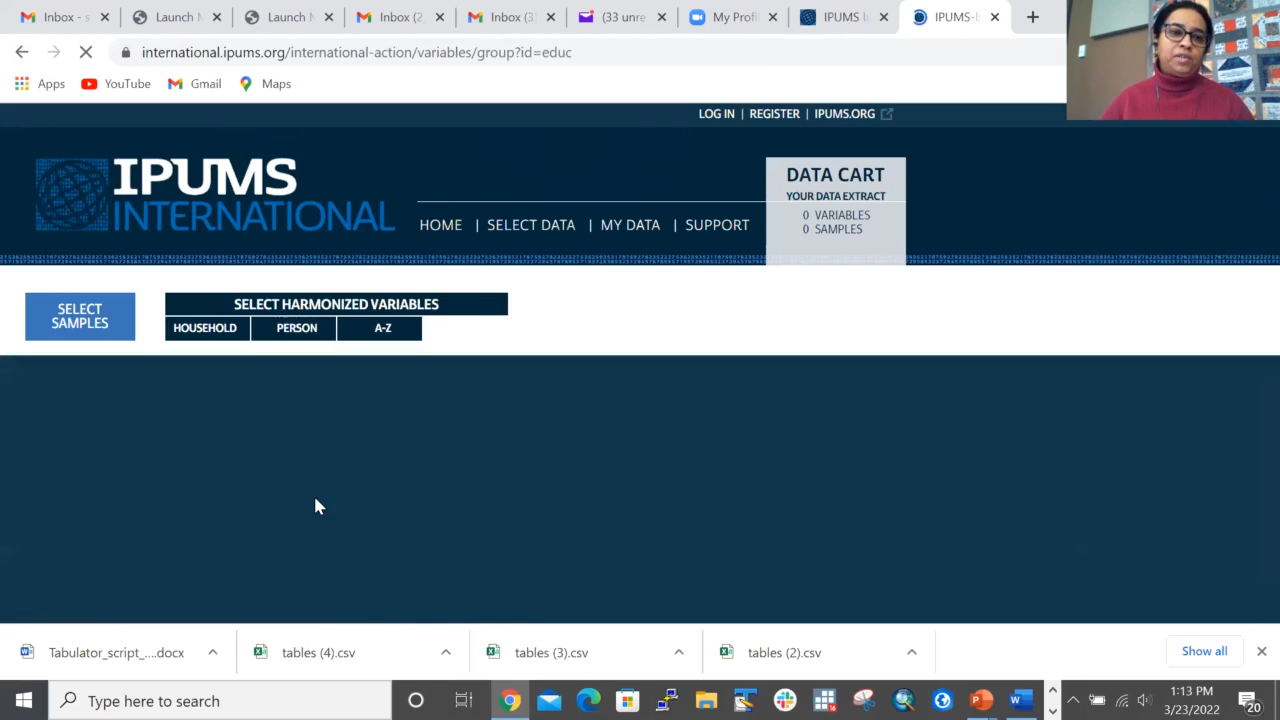 Inbox - s
Launch
Launch
Inbox (2
Inbox (3
(33 unre
My Profi
IPUMS I
IPUMS-I
international.ipums.org/international-action/variables/group?id=educ
Apps
YouTube
Gmail
Maps
LOG IN | REGISTER | IPUMS.ORG
IPUMS
INTERNATIONAL
HOME | SELECT DATA | MY DATA | SUPPORT
DATA CART
YOUR DATA EXTRACT
0 VARIABLES
0 SAMPLES
SELECT
SAMPLES
SELECT HARMONIZED VARIABLES
HOUSEHOLD
PERSON
A-Z
Tabulator_script_....docx
tables (4).csv
tables (3).csv
tables (2).csv
Show all
Type here to search
1:13 PM
3/23/2022
20